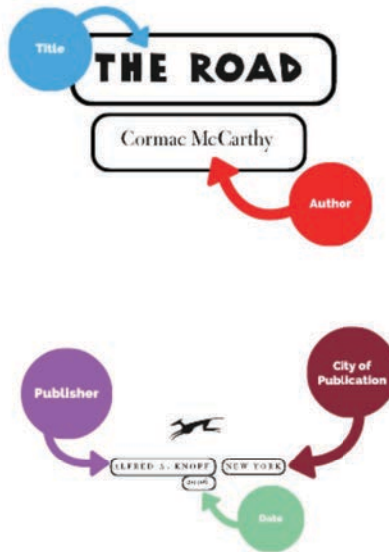 Title
THE ROAD
Cormac McCarthy
Author
City of
Publication
Publisher
ALFRED A. KNOPF NEW YORK
Date